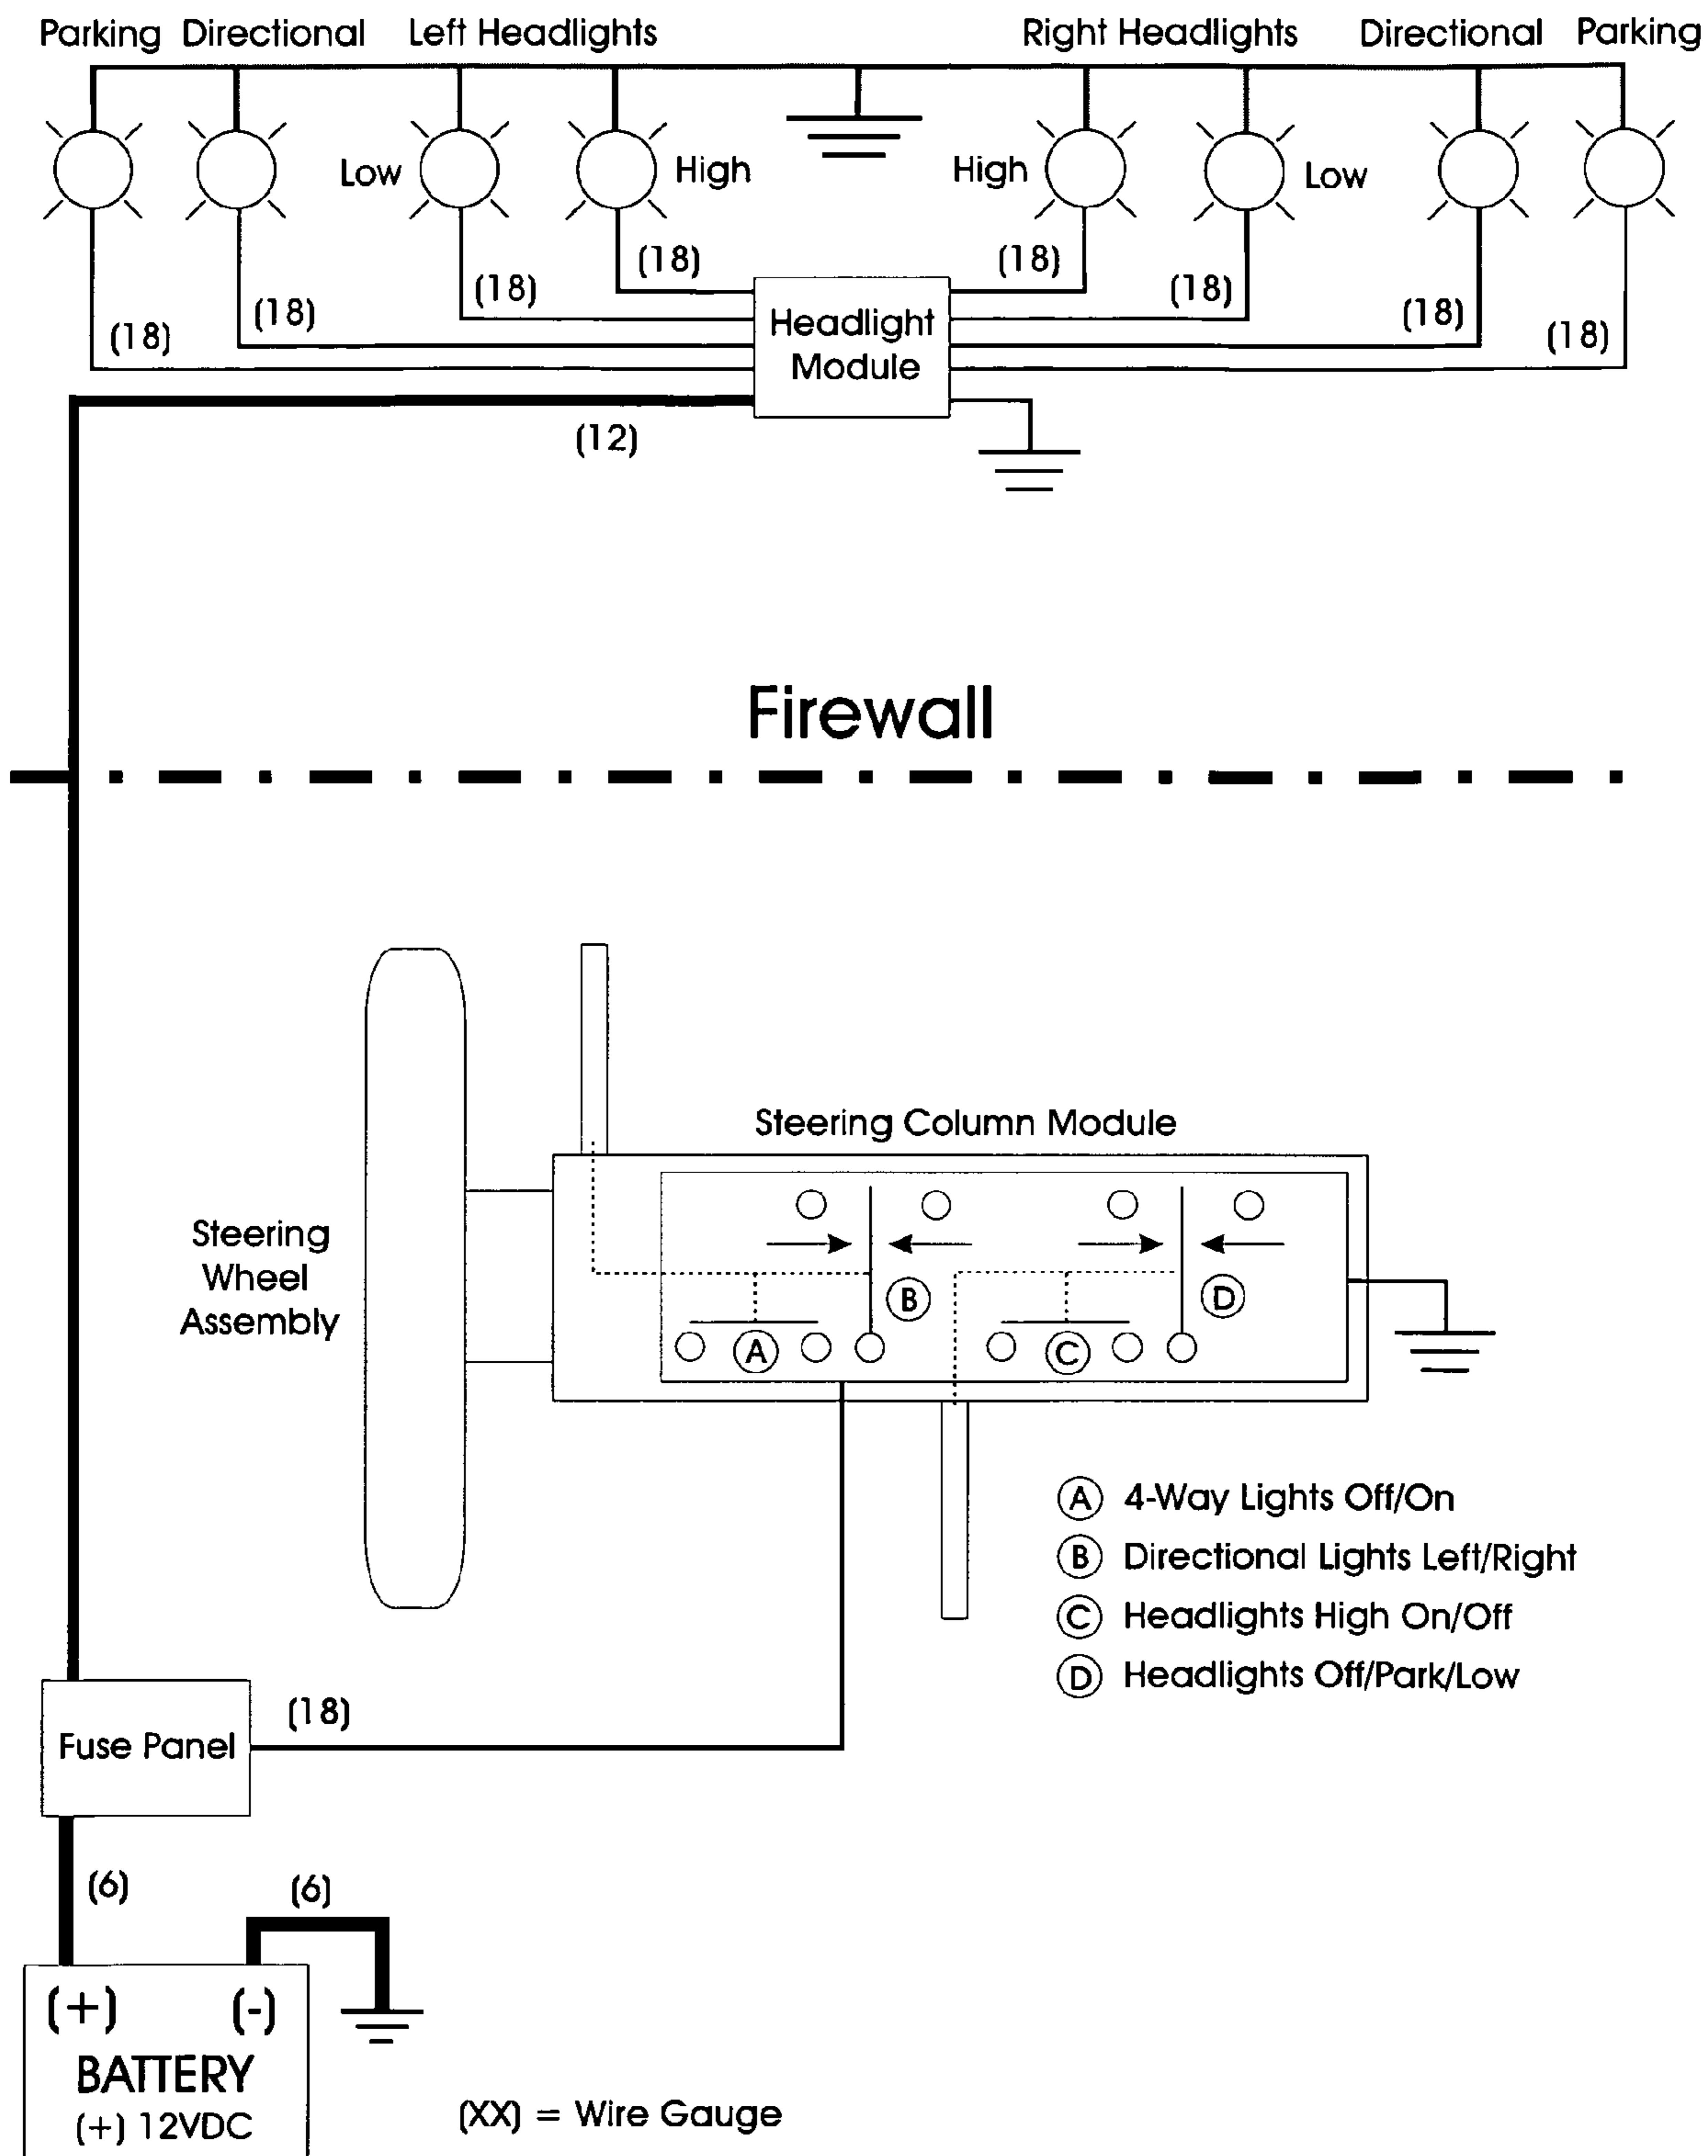 Parking Directional Left Headlights Right Headlights Directional Parking
Low High High Low
(18) (18)
(18) (18)
(18) (18)
(18) (18)
Headlight
Module
(12)
Firewall
Steering Column Module
Steering
Wheel
Assembly
B D
A C
A 4-Way Lights Off/On
B Directional Lights Left/Right
C Headlights High On/Off
D Headlights Off/Park/Low
(18)
Fuse Panel
(6) (6)
(+) (-)
BATTERY
(+) 12VDC
(XX) = Wire Gauge